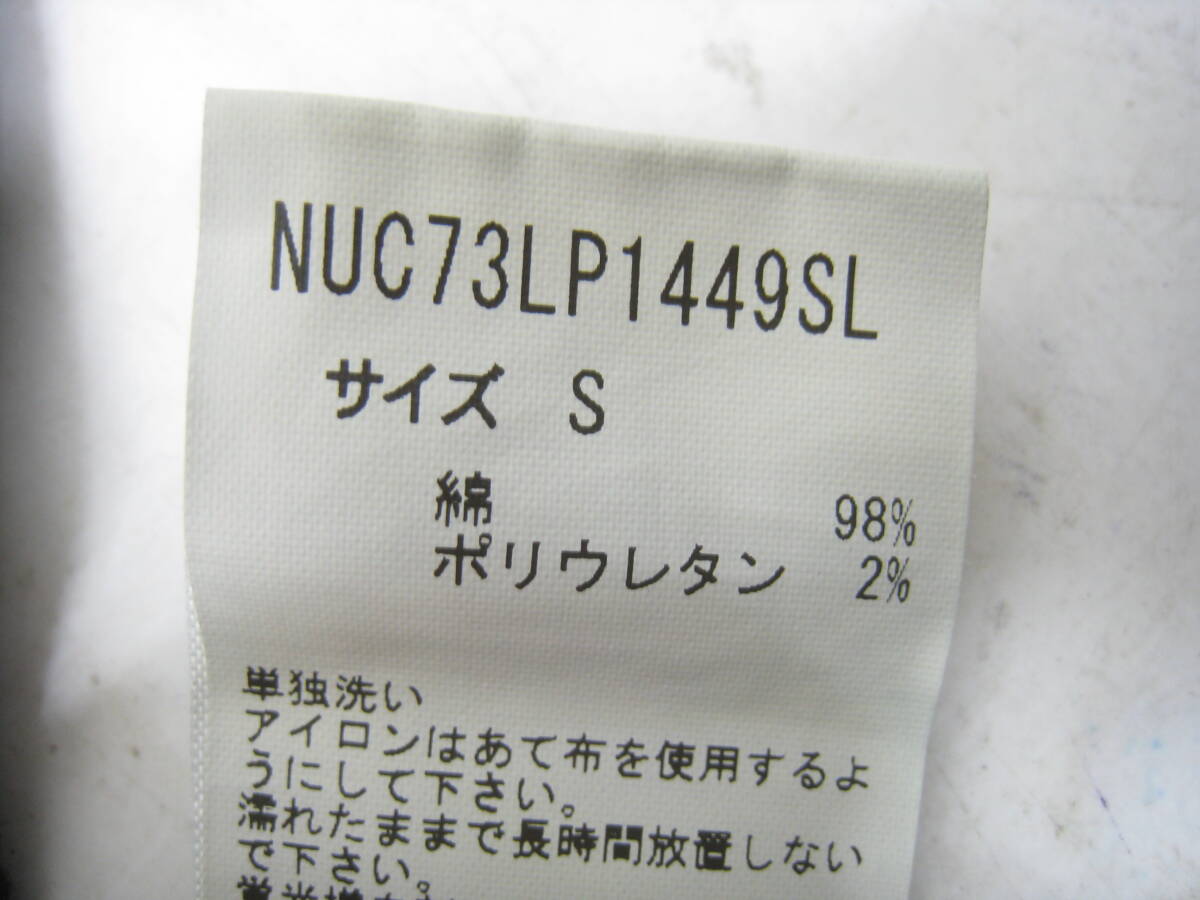 NUC73LP1449SL
サイズ S
綿 98%
ポリウレタン 2%
単独洗い
アイロンはあて布を使用するよ
うにして下さい。
濡れたままで長時間放置しない
で下さい。